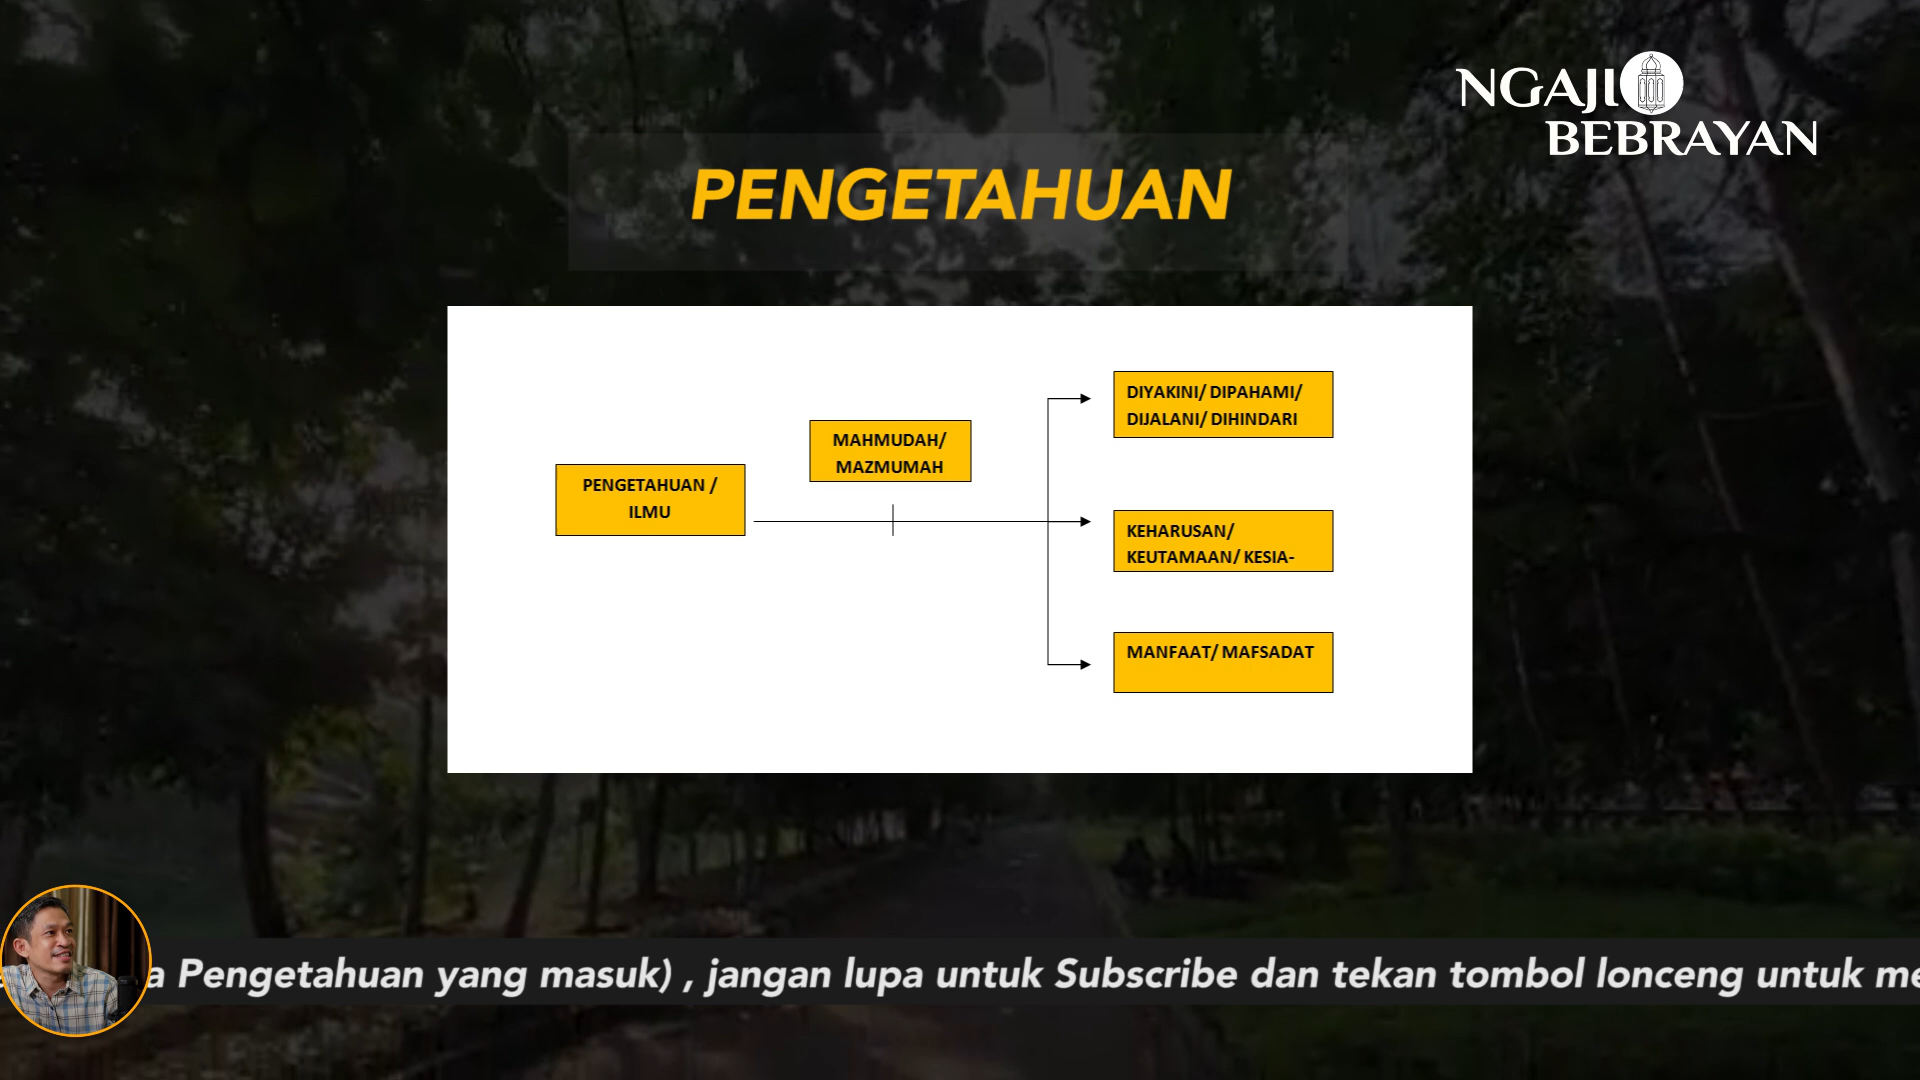 NGAJI
BEBRAYAN
PENGETAHUAN
PENGETAHUAN /
ILMU
MAHMUDAH/
MAZMUMAH
DIYAKINI/ DIPAHAMI/
DIJALANI/ DIHINDARI
KEHARUSAN/
KEUTAMAAN/ KESIA-
MANFAAT/ MAFSADAT
a Pengetahuan yang masuk) , jangan lupa untuk Subscribe dan tekan tombol lonceng untuk me